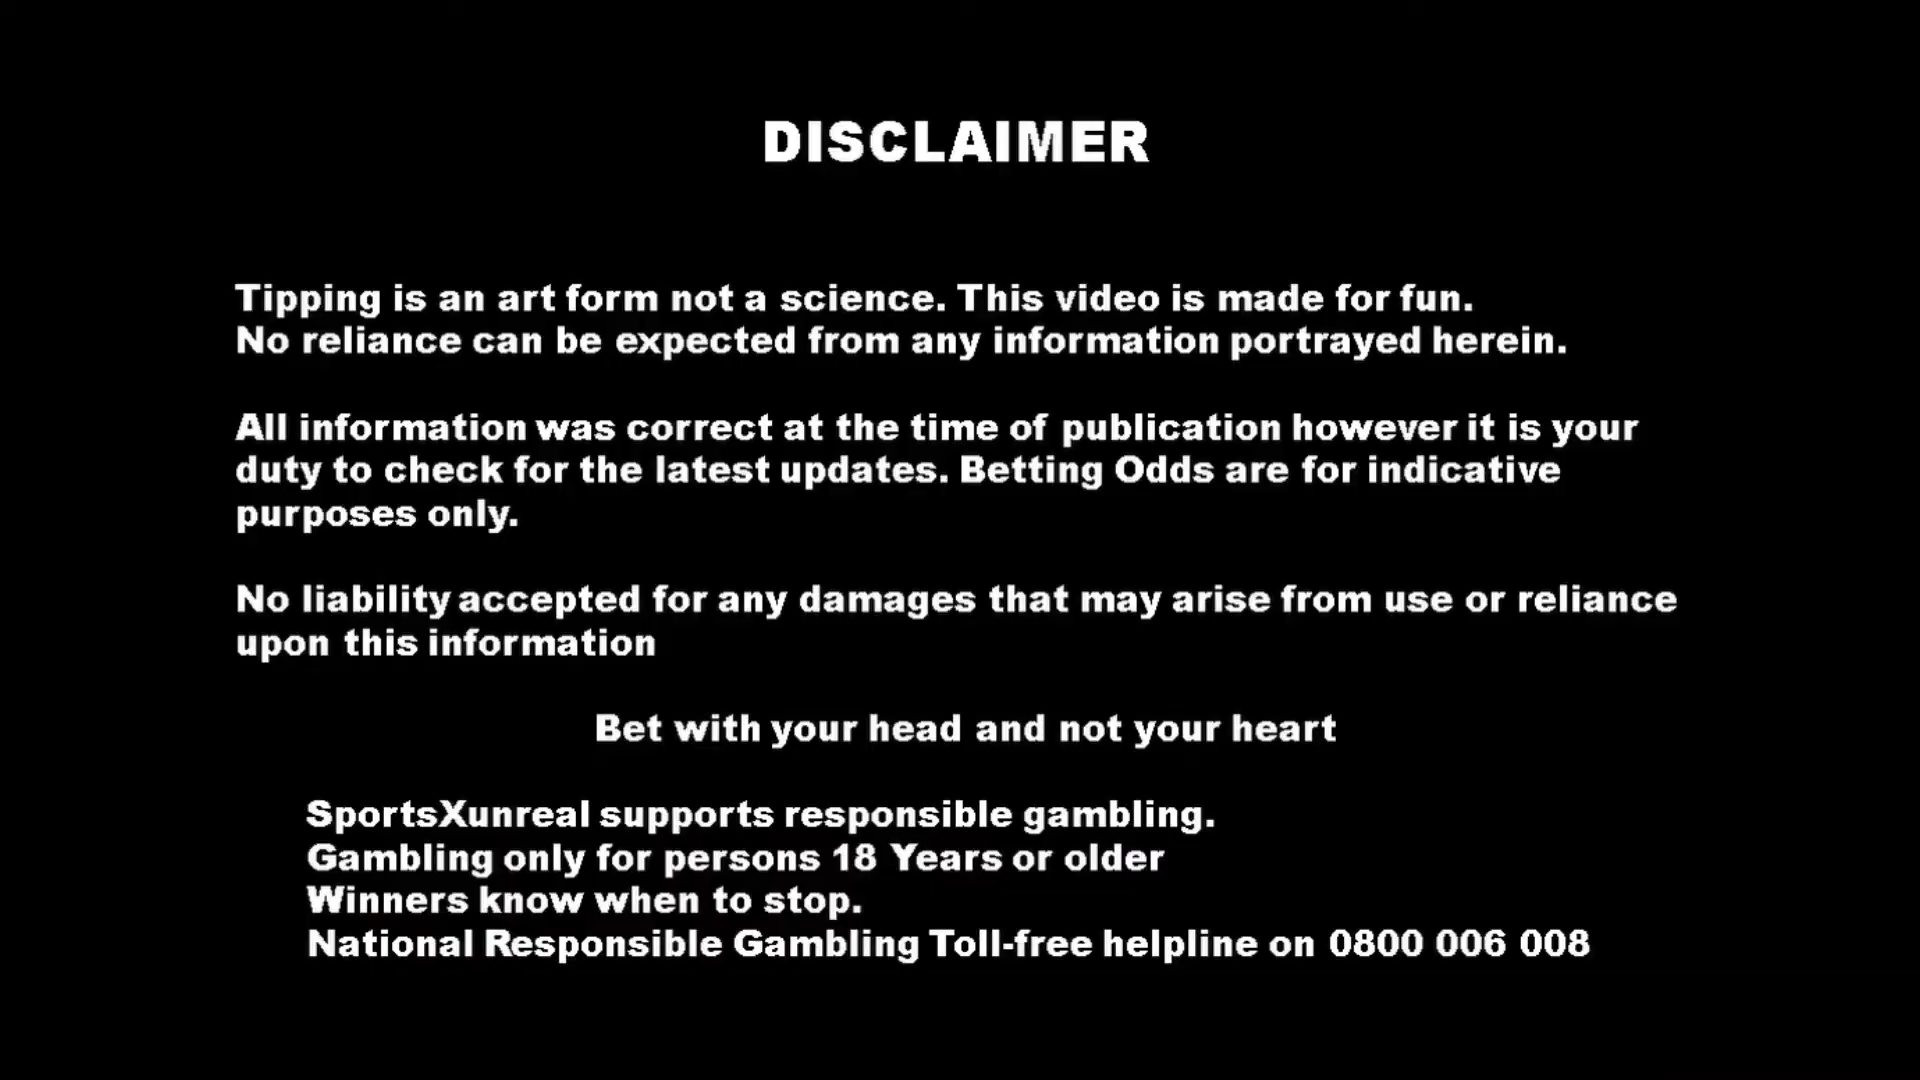 DISCLAIMER
Tipping is an art form not a science. This video is made for fun.
No reliance can be expected from any information portrayed herein.
All information was correct at the time of publication however it is your
duty to check for the latest updates. Betting Odds are for indicative
purposes only.
No liability accepted for any damages that may arise from use or reliance
upon this information
Bet with your head and not your heart
SportsXunreal supports responsible gambling.
Gambling only for persons 18 Years or older
Winners know when to stop.
National Responsible Gambling Toll-free helpline on 0800 006 008